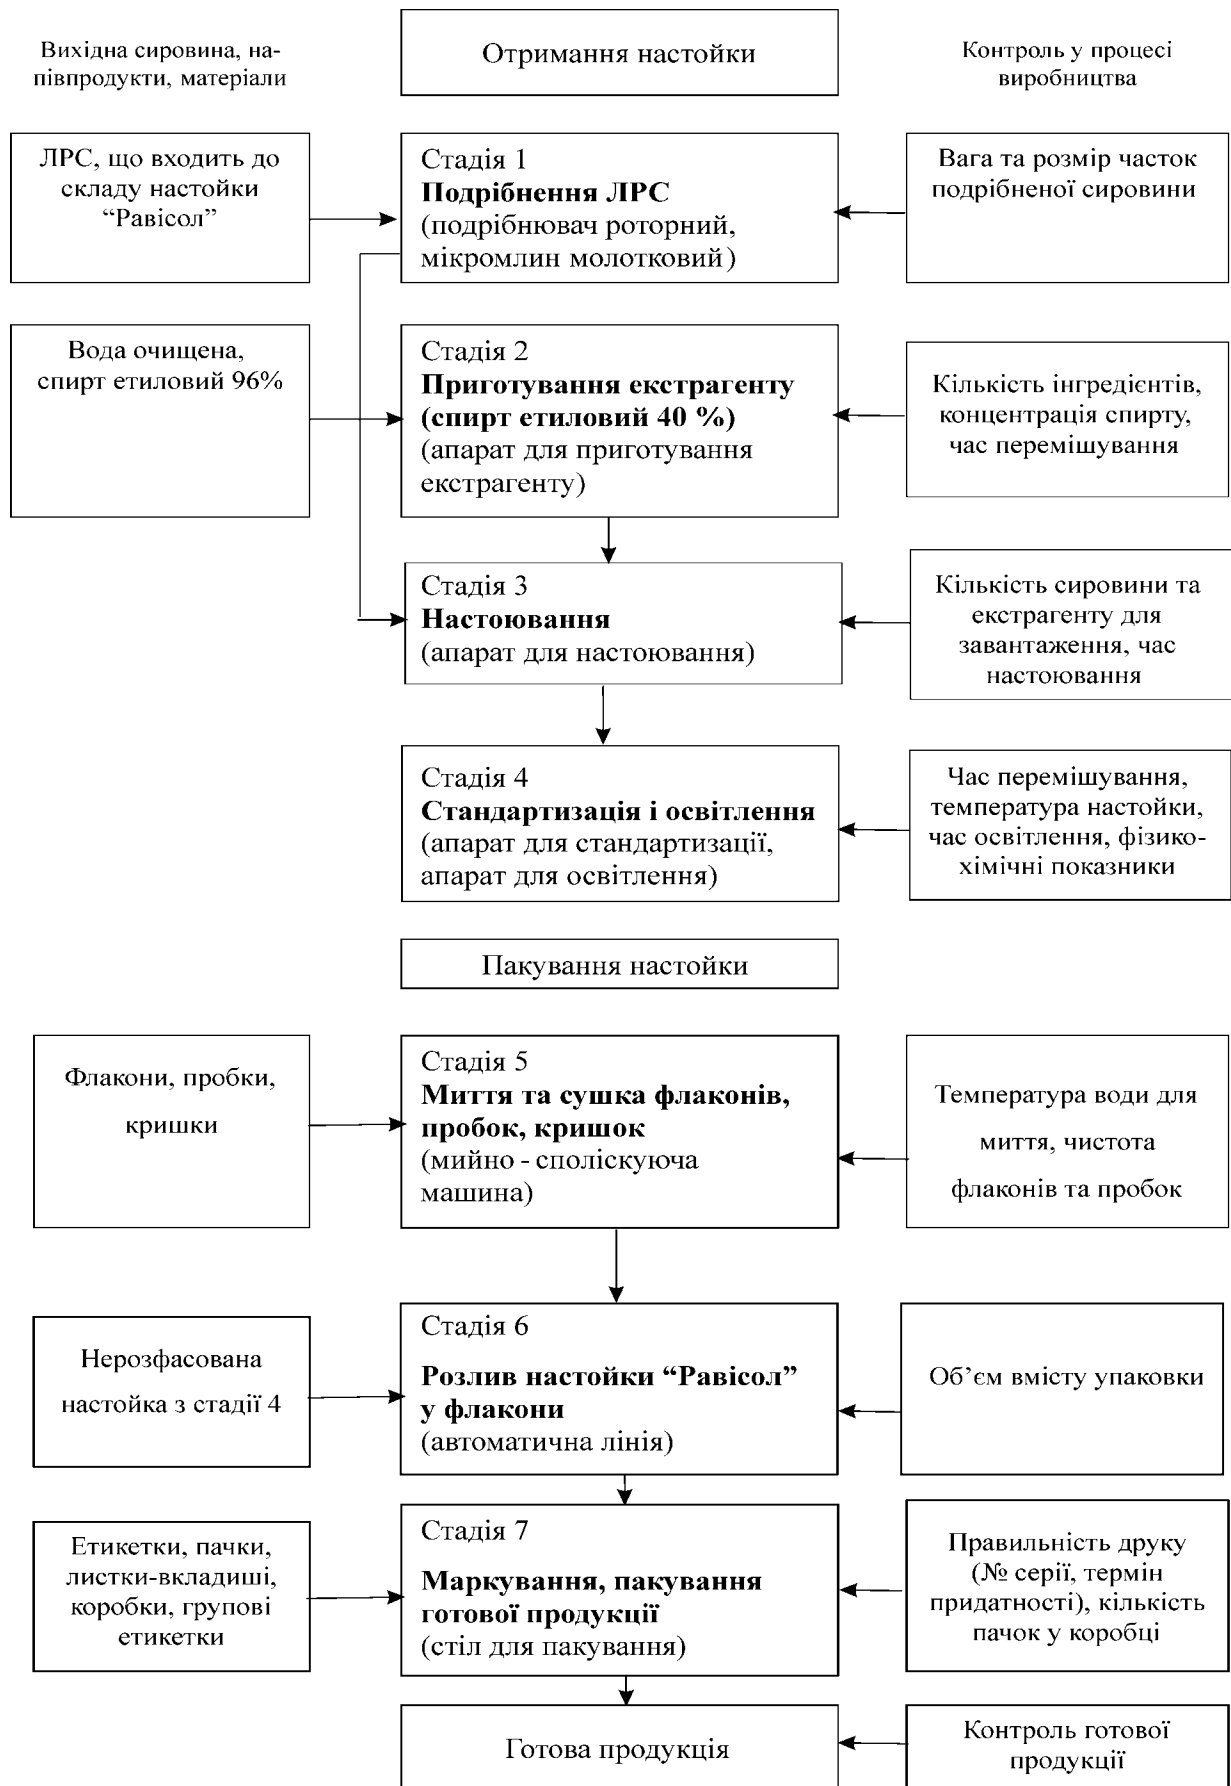 Вихідна сировина, на-
півпродукти, матеріали
Отримання настойки
Контроль у процесі
виробництва
ЛРС, що входить до
складу настойки
“Равісол”
Стадія 1
Подрібнення ЛРС
(подрібнювач роторний,
мікромлин молотковий)
Вага та розмір часток
подрібненої сировини
Вода очищена,
спирт етиловий 96%
Стадія 2
Приготування екстрагенту
(спирт етиловий 40 %)
(апарат для приготування
екстрагенту)
Кількість інгредієнтів,
концентрація спирту,
час перемішування
Стадія 3
Настоювання
(апарат для настоювання)
Кількість сировини та
екстрагенту для
завантаження, час
настоювання
Стадія 4
Стандартизація і освітлення
(апарат для стандартизації,
апарат для освітлення)
Час перемішування,
температура настойки,
час освітлення, фізико-
хімічні показники
Пакування настойки
Флакони, пробки,
кришки
Стадія 5
Миття та сушка флаконів,
пробок, кришок
(мийно - споліскуюча
машина)
Температура води для
миття, чистота
флаконів та пробок
Нерозфасована
настойка з стадії 4
Стадія 6
Розлив настойки “Равісол”
у флакони
(автоматична лінія)
Об’єм вмісту упаковки
Етикетки, пачки,
листки-вкладиші,
коробки, групові
етикетки
Стадія 7
Маркування, пакування
готової продукції
(стіл для пакування)
Правильність друку
(№ серії, термін
придатності), кількість
пачок у коробці
Готова продукція
Контроль готової
продукції